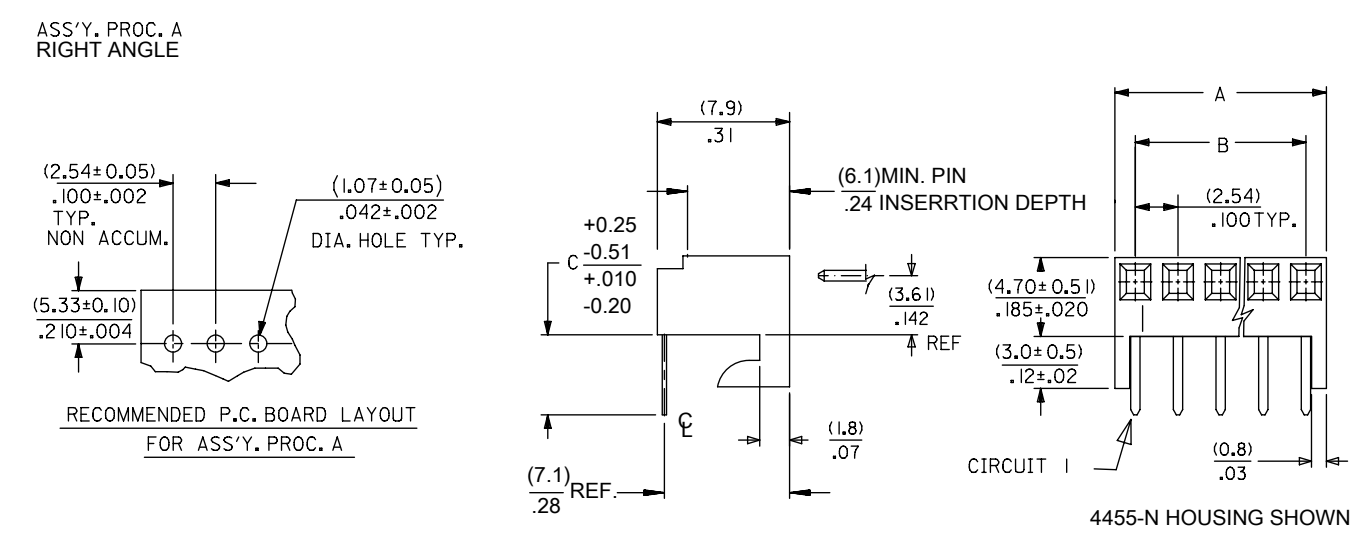 ASS'Y. PROC. A
RIGHT ANGLE
(2.54±0.05)
.100±.002
TYP.
NON ACCUM.
(1.07±0.05)
.042±.002
DIA. HOLE TYP.
(5.33±0.10)
.210±.004
RECOMMENDED P.C. BOARD LAYOUT
FOR ASS'Y. PROC. A
(7.9)
.31
(6.1) MIN. PIN
.24 INSERRTION DEPTH
+0.25
C -0.51
+.010
-0.20
(3.61)
.142
REF
℄
(1.8)
.07
(7.1)
.28 REF.
A
B
(2.54)
.100 TYP.
(4.70±0.51)
.185±.020
(3.0±0.5)
.12±.02
CIRCUIT 1
(0.8)
.03
4455-N HOUSING SHOWN